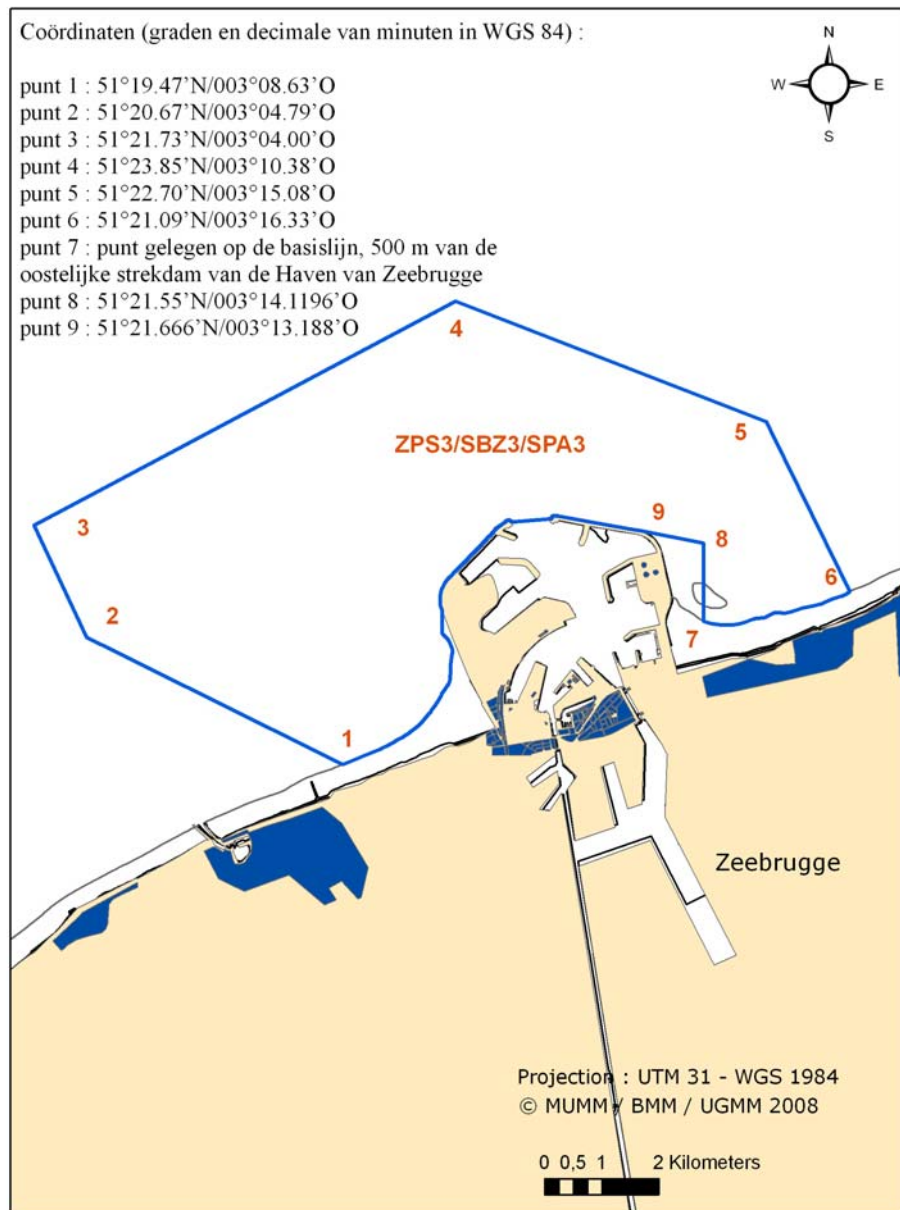 Coördinaten (graden en decimale van minuten in WGS 84) :
N
W E
S
punt 1 : 51°19.47’N/003°08.63’O
punt 2 : 51°20.67’N/003°04.79’O
punt 3 : 51°21.73’N/003°04.00’O
punt 4 : 51°23.85’N/003°10.38’O
punt 5 : 51°22.70’N/003°15.08’O
punt 6 : 51°21.09’N/003°16.33’O
punt 7 : punt gelegen op de basislijn, 500 m van de
oostelijke strekdam van de Haven van Zeebrugge
punt 8 : 51°21.55’N/003°14.1196’O
punt 9 : 51°21.666’N/003°13.188’O
4
5
ZPS3/SBZ3/SPA3
3
9
8
6
2
7
1
Zeebrugge
Projection : UTM 31 - WGS 1984
© MUMM / BMM / UGMM 2008
0 0,5 1 2 Kilometers